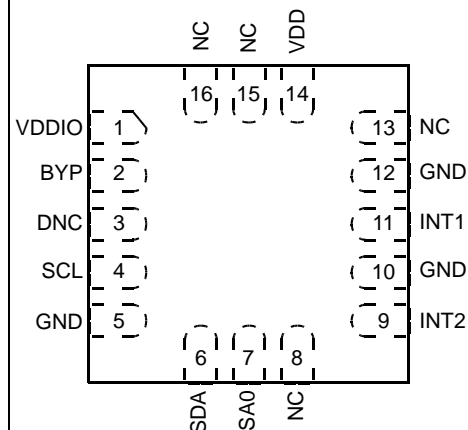 NC NC VDD
16 15 14
VDDIO 1 13 NC
BYP 2 12 GND
DNC 3 11 INT1
SCL 4 10 GND
GND 5 9 INT2
6 7 8
SDA SA0 NC